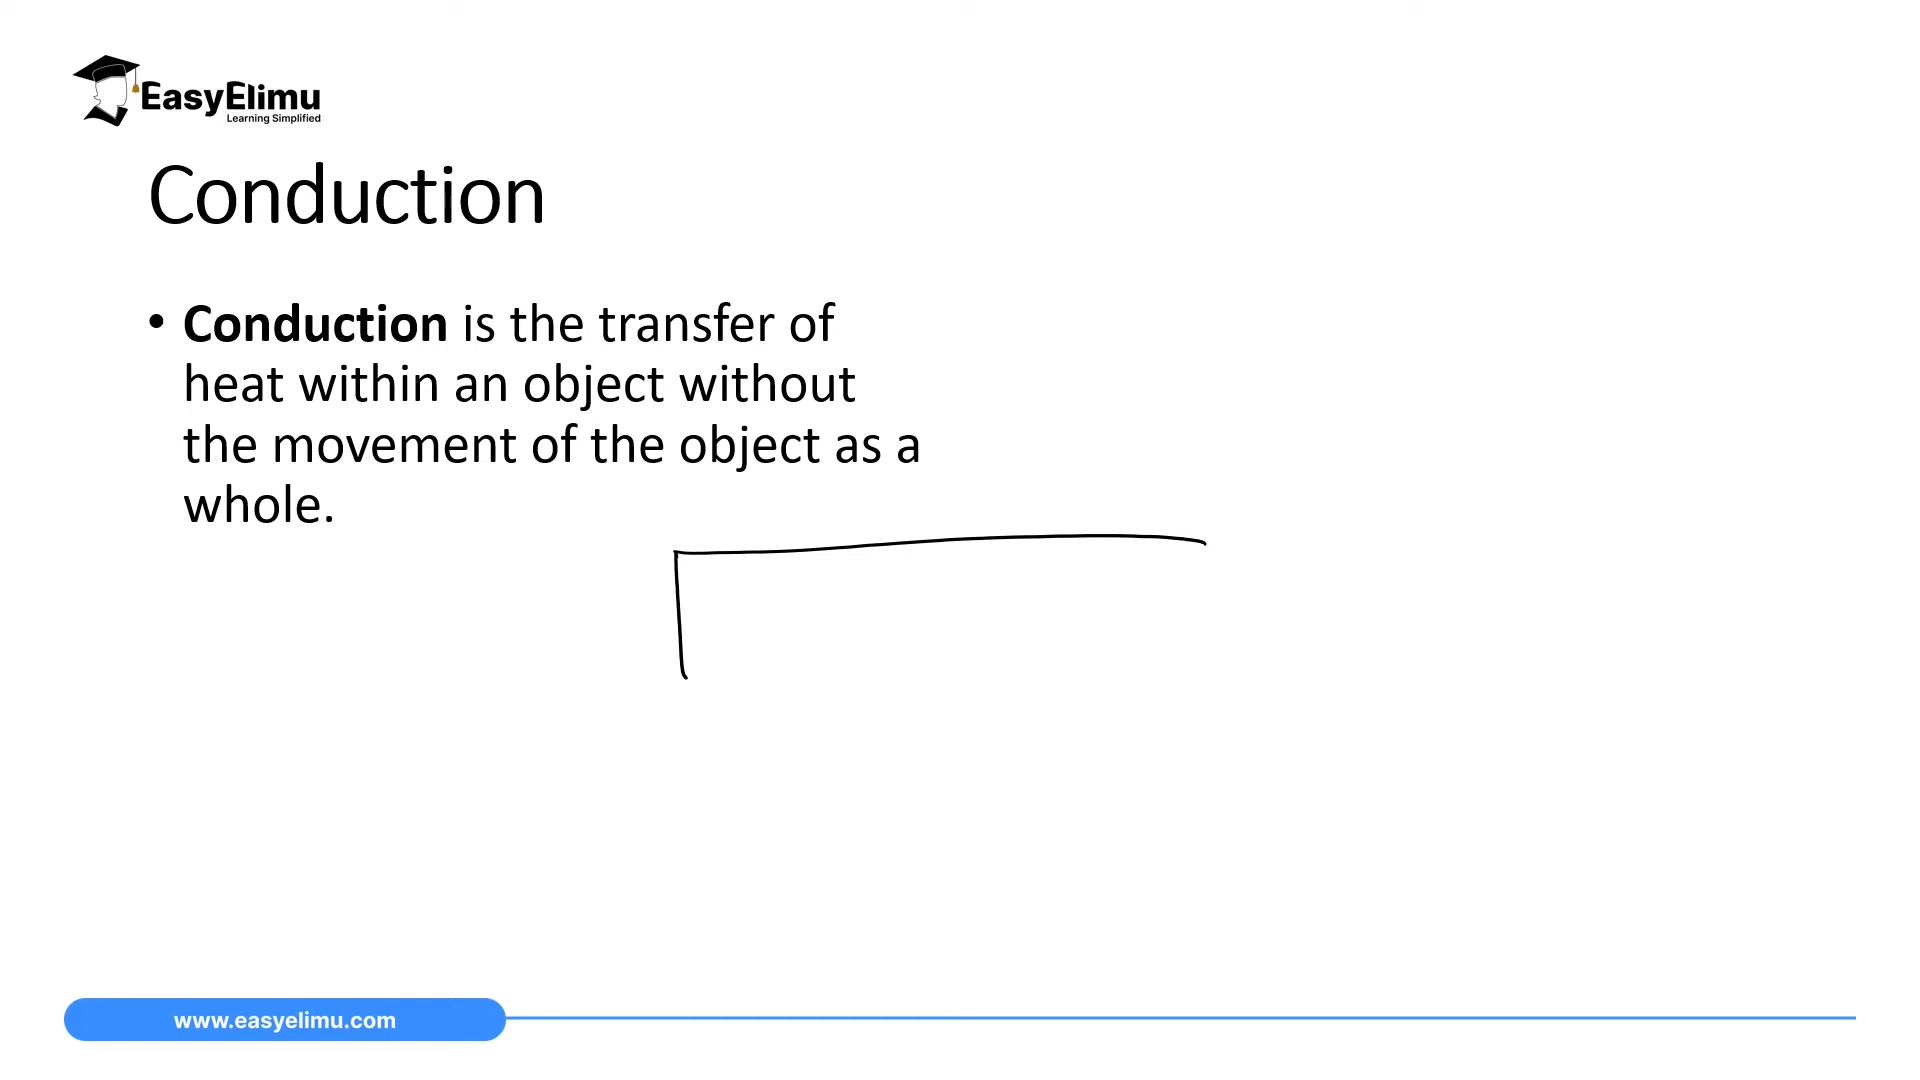 EasyElimu
Learning Simplified
Conduction
• Conduction is the transfer of
heat within an object without
the movement of the object as a
whole.
www.easyelimu.com